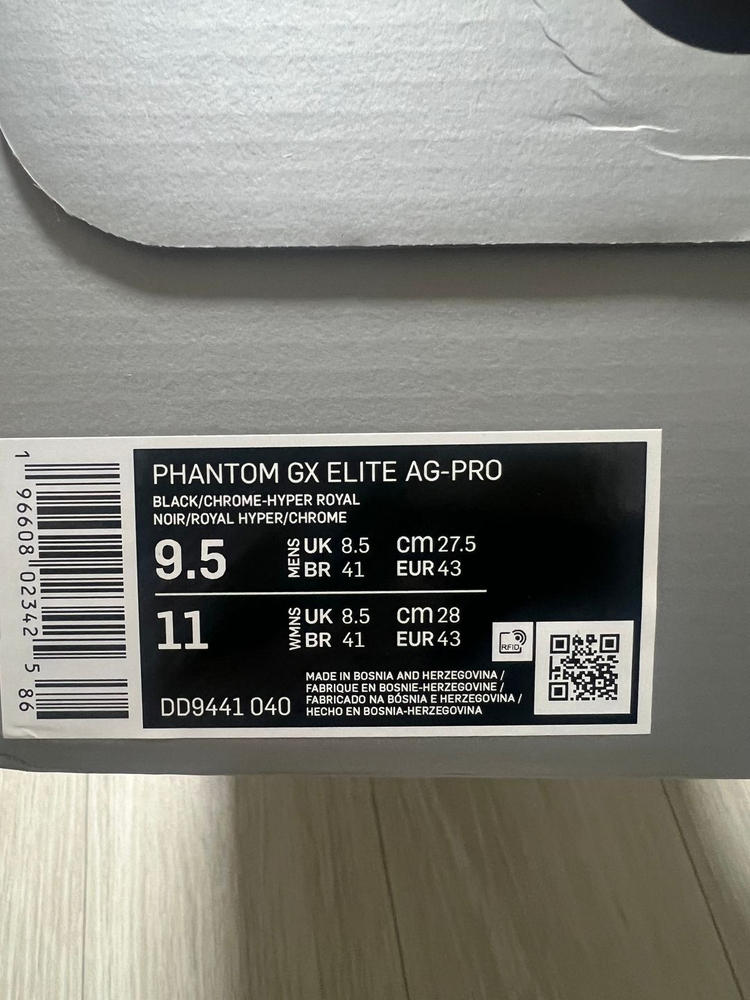 PHANTOM GX ELITE AG-PRO
BLACK/CHROME-HYPER ROYAL
NOIR/ROYAL HYPER/CHROME
9.5 MENS UK 8.5 cm 27.5
BR 41 EUR 43
11 WMNS UK 8.5 cm 28
BR 41 EUR 43
RFID
DD9441 040
MADE IN BOSNIA AND HERZEGOVINA /
FABRIQUE EN BOSNIE-HERZEGOVINE /
FABRICADO NA BÓSNIA E HERZEGOVINA /
HECHO EN BOSNIA-HERZEGOVINA
1 96608 02342 5 86